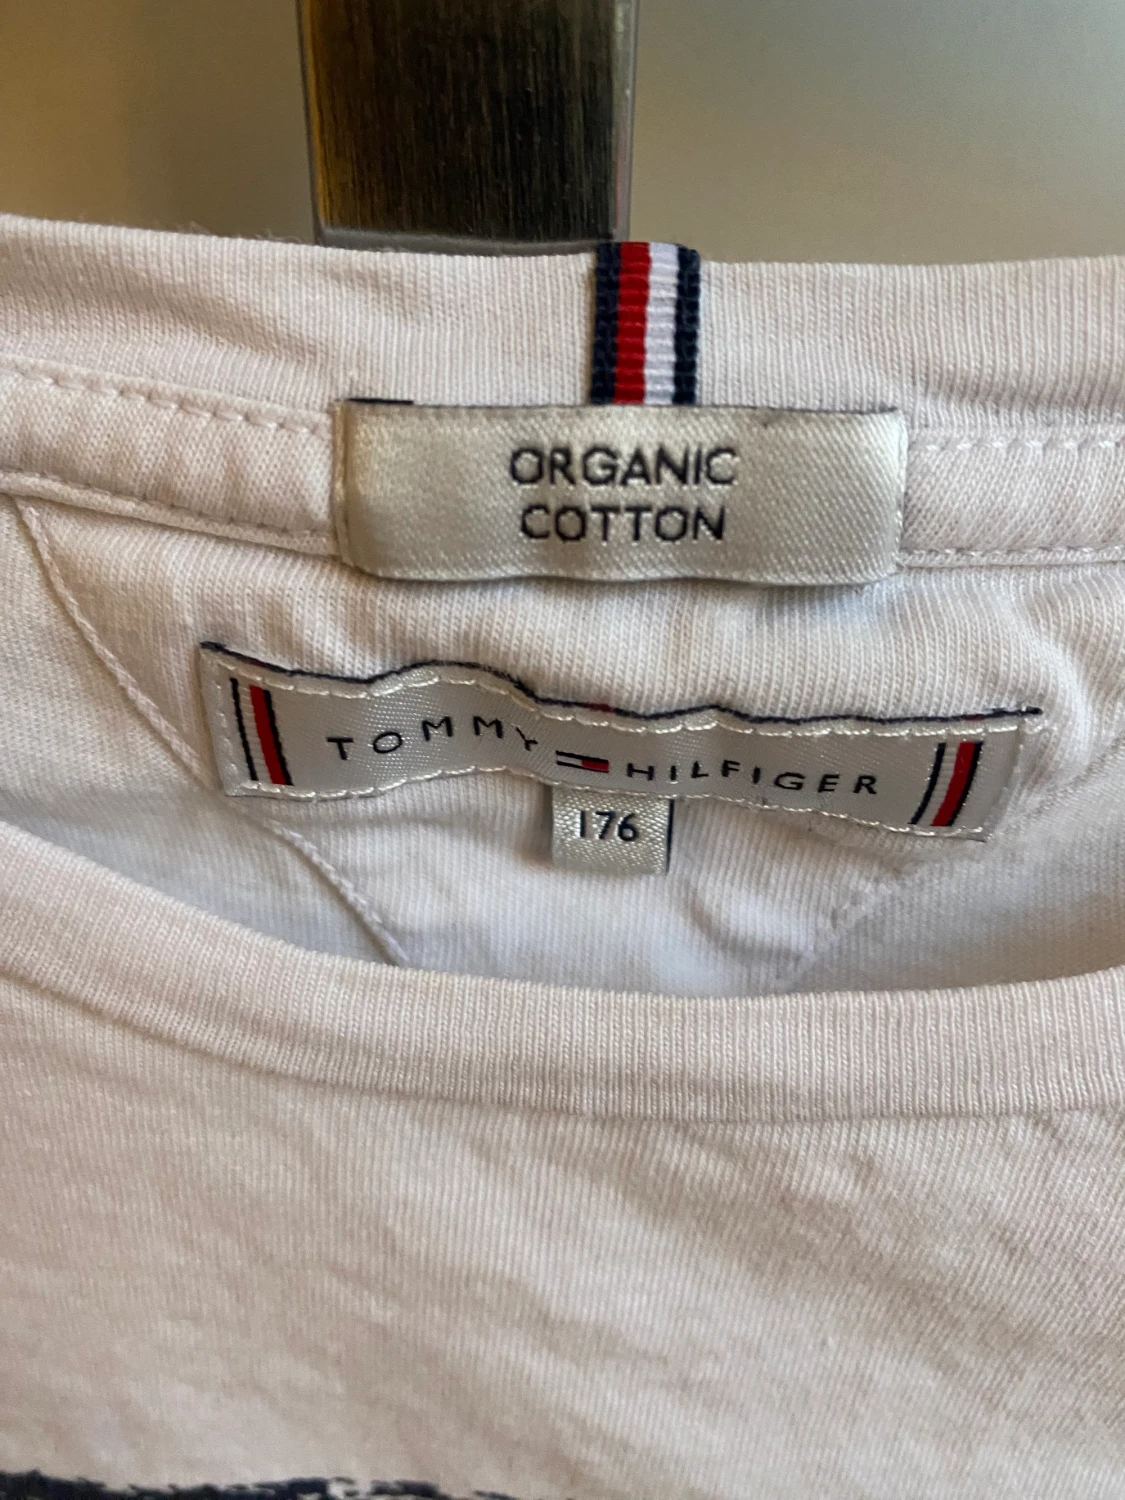 ORGANIC
COTTON
TOMMY HILFIGER
176